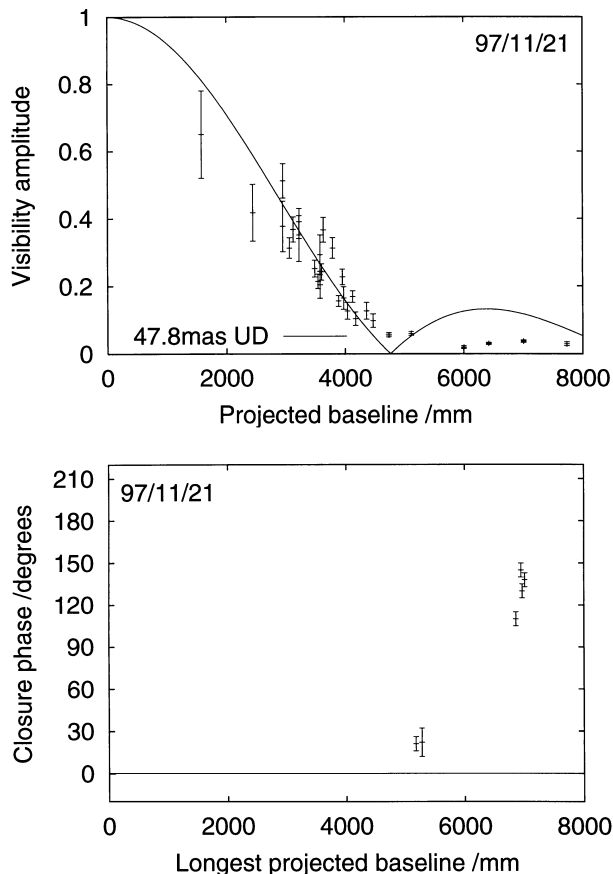 97/11/21
Visibility amplitude
1
0.8
0.6
0.4
0.2
0
47.8mas UD
0 2000 4000 6000 8000
Projected baseline /mm
97/11/21
Closure phase /degrees
210
180
150
120
90
60
30
0
0 2000 4000 6000 8000
Longest projected baseline /mm